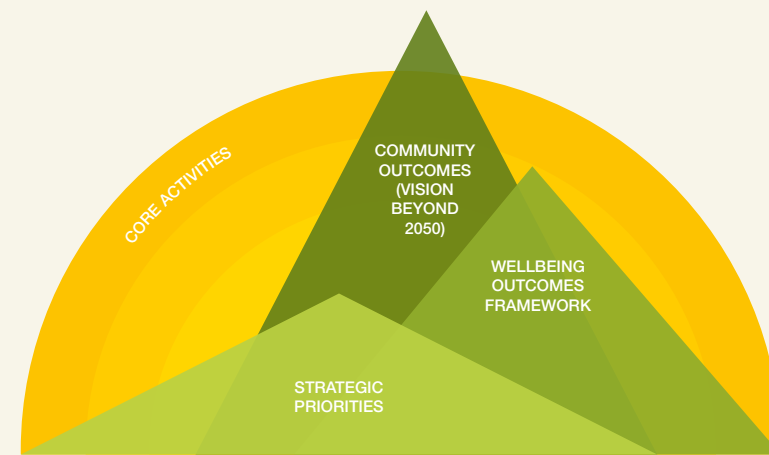 CORE ACTIVITIES
COMMUNITY
OUTCOMES
(VISION
BEYOND
2050)
WELLBEING
OUTCOMES
FRAMEWORK
STRATEGIC
PRIORITIES